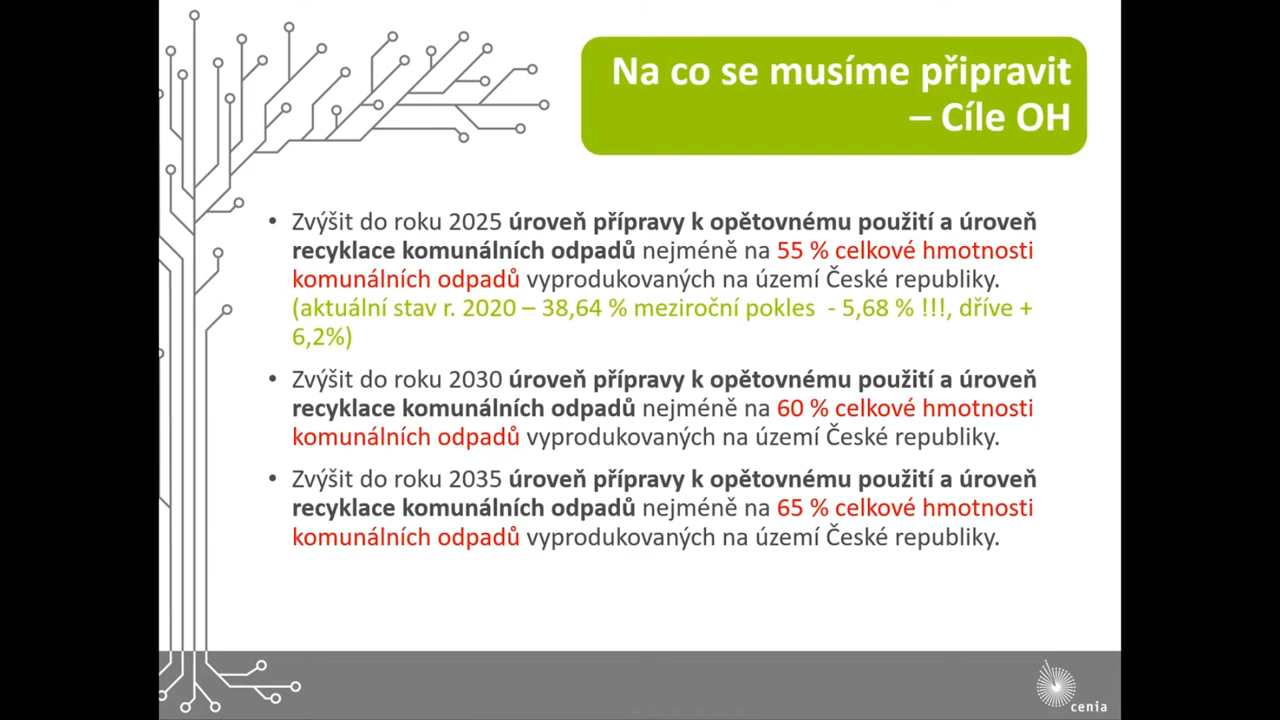 Na co se musíme připravit
– Cíle OH
• Zvýšit do roku 2025 úroveň přípravy k opětovnému použití a úroveň
recyklace komunálních odpadů nejméně na 55 % celkové hmotnosti
komunálních odpadů vyprodukovaných na území České republiky.
(aktuální stav r. 2020 – 38,64 % meziroční pokles  - 5,68 % !!!, dříve +
6,2%)
• Zvýšit do roku 2030 úroveň přípravy k opětovnému použití a úroveň
recyklace komunálních odpadů nejméně na 60 % celkové hmotnosti
komunálních odpadů vyprodukovaných na území České republiky.
• Zvýšit do roku 2035 úroveň přípravy k opětovnému použití a úroveň
recyklace komunálních odpadů nejméně na 65 % celkové hmotnosti
komunálních odpadů vyprodukovaných na území České republiky.
cenia